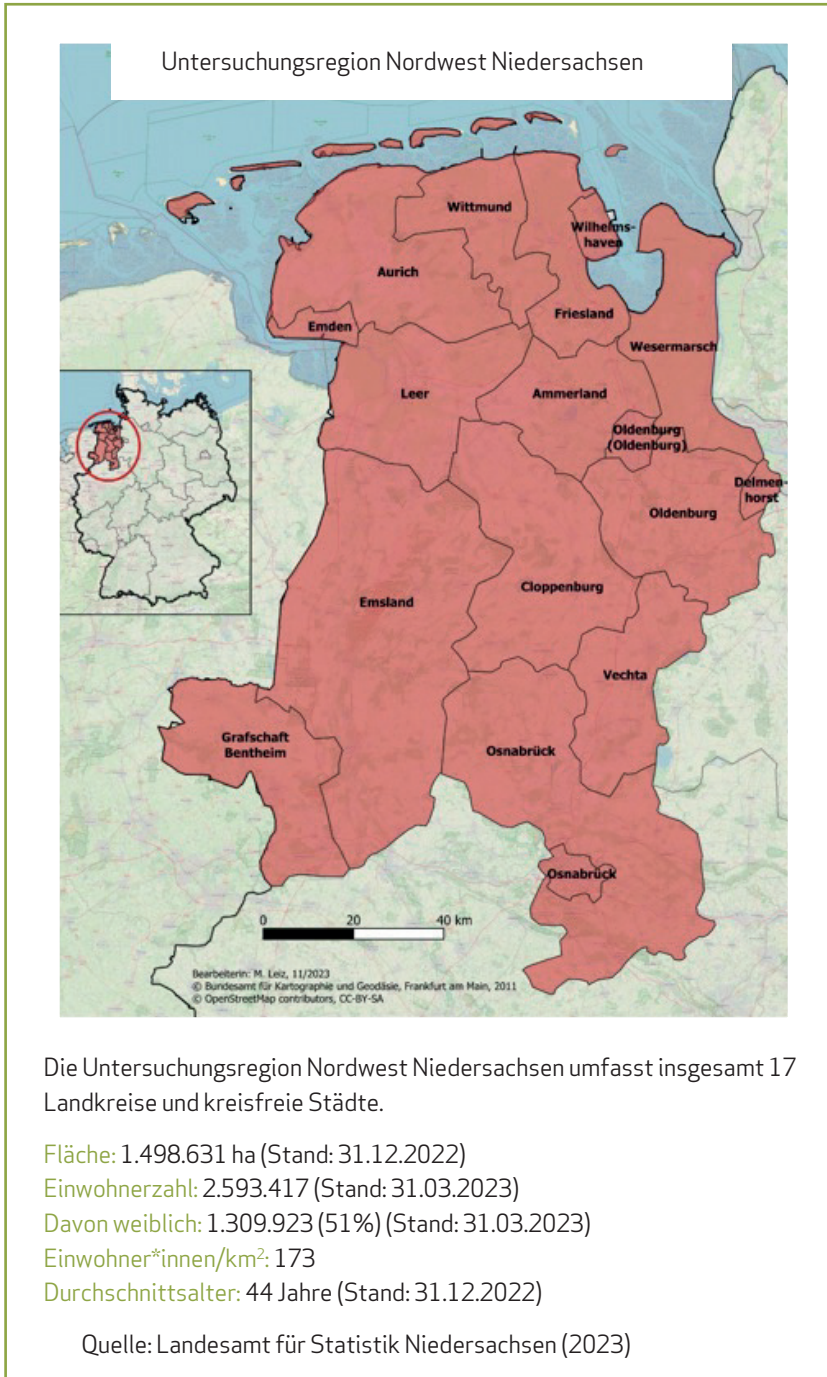 Untersuchungsregion Nordwest Niedersachsen
Wittmund
Wilhelms-
haven
Aurich
Friesland
Emden
Wesermarsch
Leer
Ammerland
Oldenburg
(Oldenburg)
Delmen-
horst
Oldenburg
Cloppenburg
Emsland
Vechta
Grafschaft
Bentheim
Osnabrück
Osnabrück
0 20 40 km
Bearbeiterin: M. Leiz, 11/2023
© Bundesamt für Kartographie und Geodäsie, Frankfurt am Main, 2011
© OpenStreetMap contributors, CC-BY-SA
Die Untersuchungsregion Nordwest Niedersachsen umfasst insgesamt 17
Landkreise und kreisfreie Städte.
Fläche: 1.498.631 ha (Stand: 31.12.2022)
Einwohnerzahl: 2.593.417 (Stand: 31.03.2023)
Davon weiblich: 1.309.923 (51%) (Stand: 31.03.2023)
Einwohner*innen/km²: 173
Durchschnittsalter: 44 Jahre (Stand: 31.12.2022)
Quelle: Landesamt für Statistik Niedersachsen (2023)